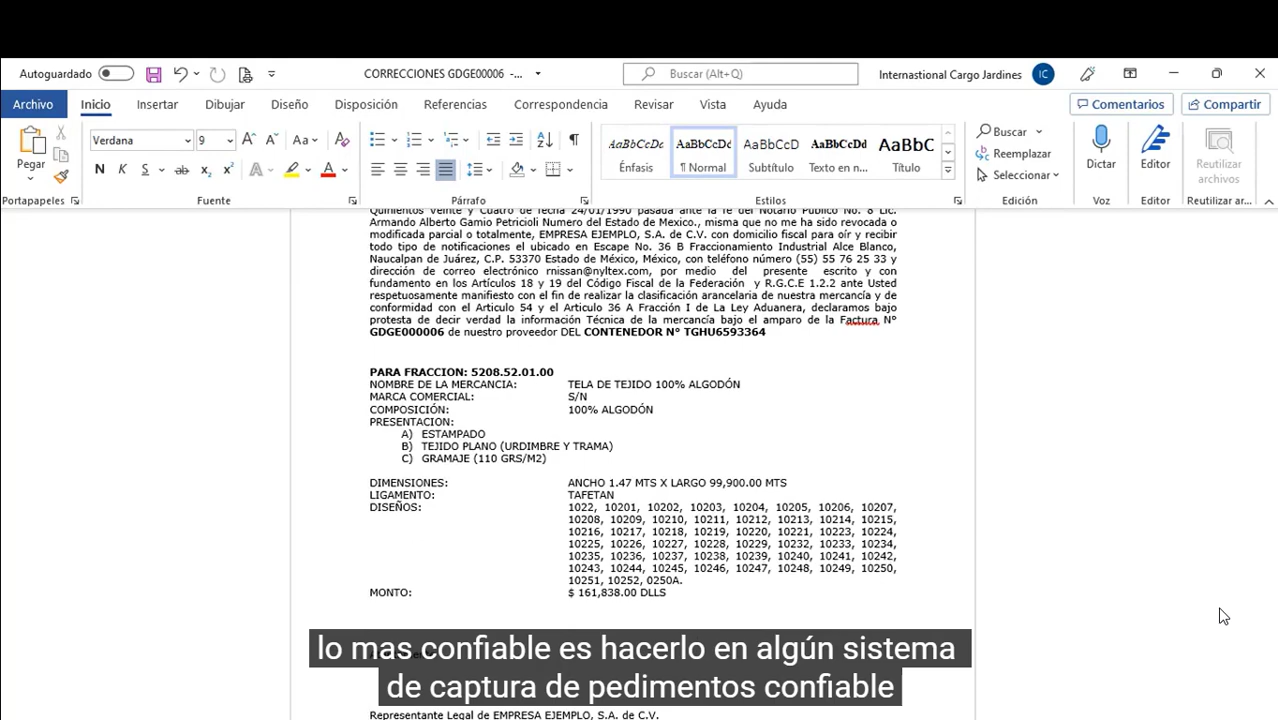 Autoguardado
CORRECCIONES GDGE00006 -...
Buscar (Alt+Q)
Internastional Cargo Jardines
IC
Archivo
Inicio
Insertar
Dibujar
Diseño
Disposición
Referencias
Correspondencia
Revisar
Vista
Ayuda
Comentarios
Compartir
Pegar
Verdana
9
N K S ab x₂ x²
Aa
AaBbCcDc
Énfasis
AaBbCcDc
¶ Normal
AaBbCcD
Subtítulo
AaBbCcDd
Texto en n...
AaBbC
Título
Buscar
Reemplazar
Seleccionar
Dictar
Editor
Reutilizar
archivos
Portapapeles
Fuente
Párrafo
Estilos
Edición
Voz
Editor
Reutilizar ar...
Quinientos Veinte y Cuatro de fecha 24/01/1990 pasada ante la fe del Notario Publico No. 8 Lic.
Armando Alberto Gamio Petricioli Numero del Estado de Mexico., misma que no me ha sido revocada o
modificada parcial o totalmente, EMPRESA EJEMPLO, S.A. de C.V. con domicilio fiscal para oír y recibir
todo tipo de notificaciones el ubicado en Escape No. 36 B Fraccionamiento Industrial Alce Blanco,
Naucalpan de Juárez, C.P. 53370 Estado de México, México, con teléfono número (55) 55 76 25 33 y
dirección de correo electrónico rnissan@nyltex.com, por medio del presente escrito y con
fundamento en los Artículos 18 y 19 del Código Fiscal de la Federación y R.G.C.E 1.2.2 ante Usted
respetuosamente manifiesto con el fin de realizar la clasificación arancelaria de nuestra mercancía y de
conformidad con el Articulo 54 y el Articulo 36 A Fracción I de La Ley Aduanera, declaramos bajo
protesta de decir verdad la información Técnica de la mercancía bajo el amparo de la Factura N°
GDGE000006 de nuestro proveedor DEL CONTENEDOR N° TGHU6593364
PARA FRACCION: 5208.52.01.00
NOMBRE DE LA MERCANCIA: TELA DE TEJIDO 100% ALGODÓN
MARCA COMERCIAL: S/N
COMPOSICIÓN: 100% ALGODÓN
PRESENTACION:
A) ESTAMPADO
B) TEJIDO PLANO (URDIMBRE Y TRAMA)
C) GRAMAJE (110 GRS/M2)
DIMENSIONES: ANCHO 1.47 MTS X LARGO 99,900.00 MTS
LIGAMENTO: TAFETAN
DISEÑOS: 1022, 10201, 10202, 10203, 10204, 10205, 10206, 10207,
10208, 10209, 10210, 10211, 10212, 10213, 10214, 10215,
10216, 10217, 10218, 10219, 10220, 10221, 10223, 10224,
10225, 10226, 10227, 10228, 10229, 10232, 10233, 10234,
10235, 10236, 10237, 10238, 10239, 10240, 10241, 10242,
10243, 10244, 10245, 10246, 10247, 10248, 10249, 10250,
10251, 10252, 0250A.
MONTO: $ 161,838.00 DLLS
lo mas confiable es hacerlo en algún sistema
de captura de pedimentos confiable
Representante Legal de EMPRESA EJEMPLO, S.A. de C.V.